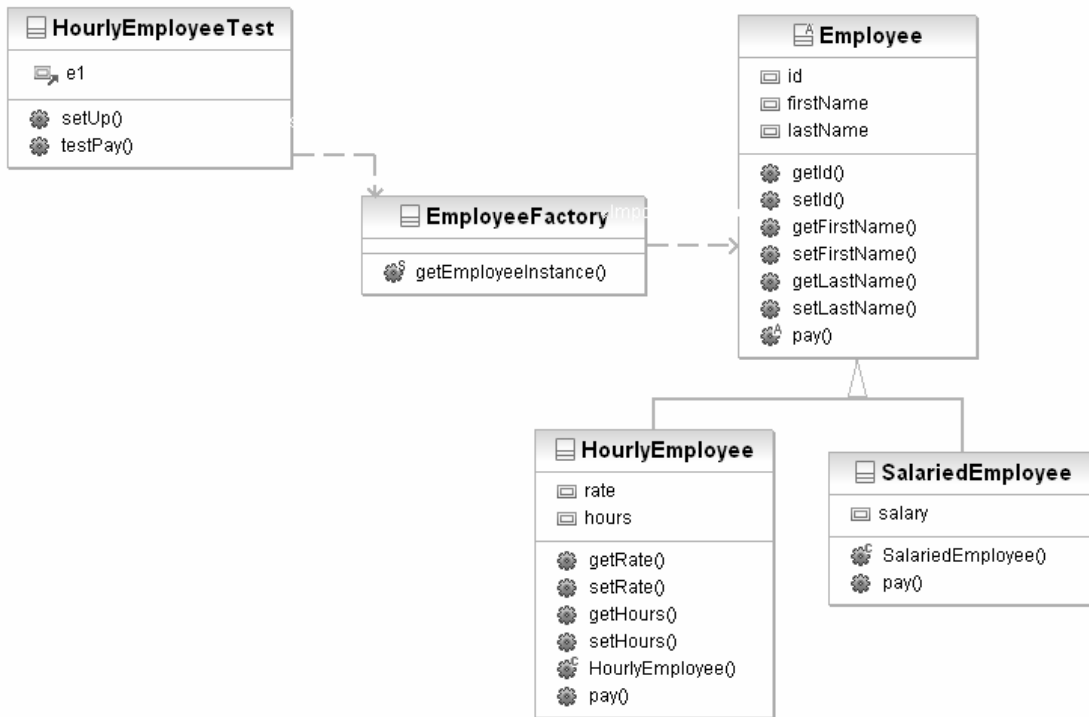 HourlyEmployeeTest
e1
setUp()
testPay()
EmployeeFactory
getEmployeeInstance()
A
Employee
id
firstName
lastName
getId()
setId()
getFirstName()
setFirstName()
getLastName()
setLastName()
pay()
HourlyEmployee
rate
hours
getRate()
setRate()
getHours()
setHours()
HourlyEmployee()
pay()
SalariedEmployee
salary
SalariedEmployee()
pay()